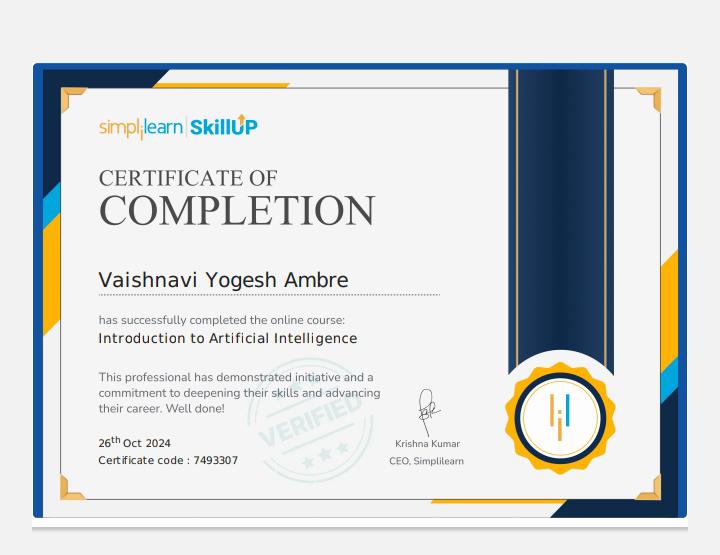 simplilearn | SkillUP
CERTIFICATE OF
COMPLETION
Vaishnavi Yogesh Ambre
has successfully completed the online course:
Introduction to Artificial Intelligence
This professional has demonstrated initiative and a
commitment to deepening their skills and advancing
their career. Well done!
VERIFIED
26th Oct 2024
Certificate code : 7493307
Krishna Kumar
CEO, Simplilearn